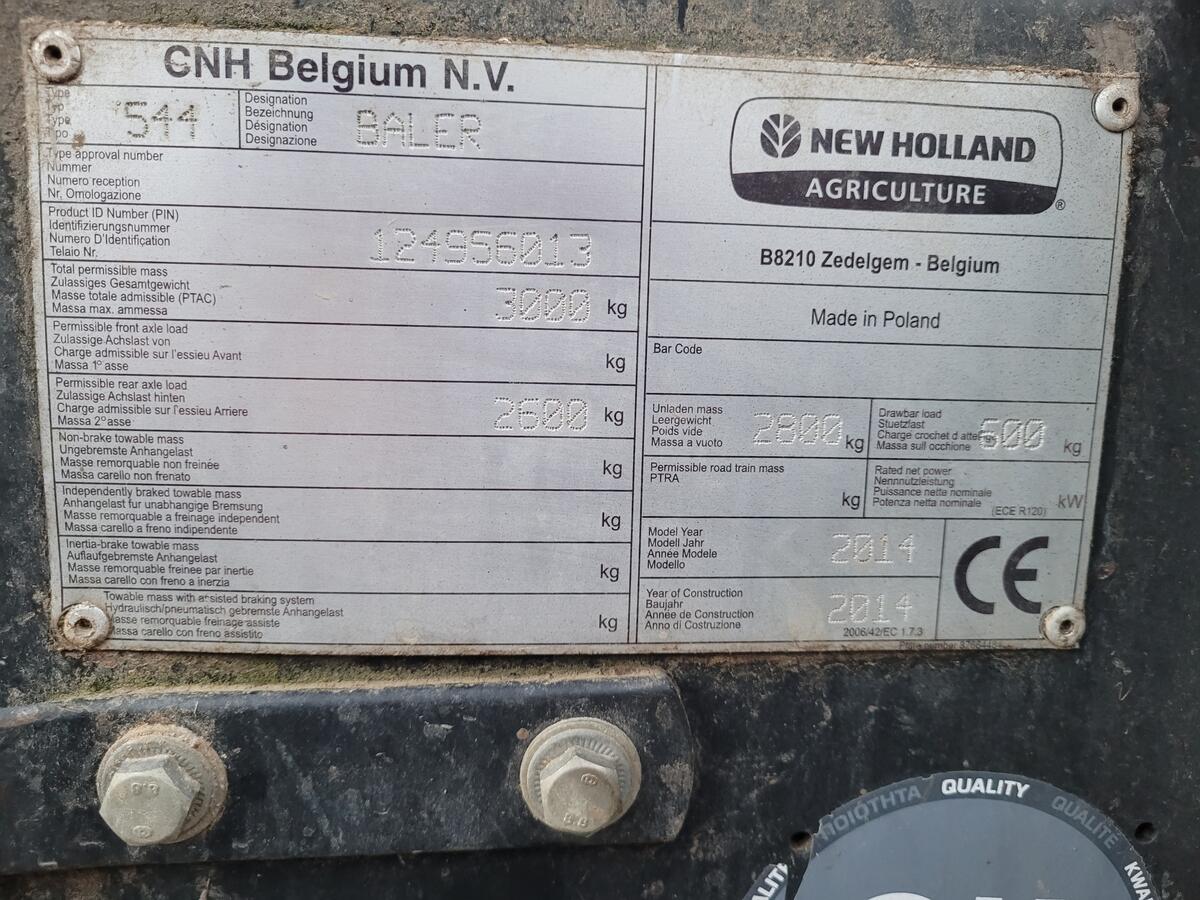 CNH Belgium N.V.
Type
Typ
Type
Tipo
544
Designation
Bezeichnung
Désignation
Designazione
BALER
Type approval number
Nummer
Numero reception
Nr. Omologazione
Product ID Number (PIN)
Identifizierungsnummer
Numero D'Identification
Telaio Nr.
124956013
Total permissible mass
Zulassiges Gesamtgewicht
Masse totale admissible (PTAC)
Massa max. ammessa
3000 kg
Permissible front axle load
Zulassige Achslast von
Charge admissible sur l'essieu Avant
Massa 1° asse
kg
Permissible rear axle load
Zulassige Achslast hinten
Charge admissible sur l'essieu Arriere
Massa 2° asse
2600 kg
Non-brake towable mass
Ungebremste Anhangelast
Masse remorquable non freinée
Massa carello non frenato
kg
Independently braked towable mass
Anhangelast fur unabhangige Bremsung
Masse remorquable a freinage independent
Massa carello a freno indipendente
kg
Inertia-brake towable mass
Auflaufgebremste Anhangelast
Masse remorquable freinee par inertie
Massa carello con freno a inerzia
kg
Towable mass with assisted braking system
Hydraulisch/pneumatisch gebremste Anhangelast
Masse remorquable freinage assiste
Massa carello con freno assistito
kg
NEW HOLLAND
AGRICULTURE ®
B8210 Zedelgem - Belgium
Made in Poland
Bar Code
Unladen mass
Leergewicht
Poids vide
Massa a vuoto
2800 kg
Drawbar load
Stuetzlast
Charge crochet d'attelage
Massa sull occhione
600 kg
Permissible road train mass
PTRA
kg
Rated net power
Nennnutzleistung
Puissance nette nominale
Potenza netta nominale
(ECE R120)
kW
Model Year
Modell Jahr
Année Modele
Modello
2014
Year of Construction
Baujahr
Année de Construction
Anno di Costruzione
2014
2006/42/EC 1.7.3
CE
8.8
8.8
ΠΟΙΟΤΗΤΑ QUALITY QUALITÉ